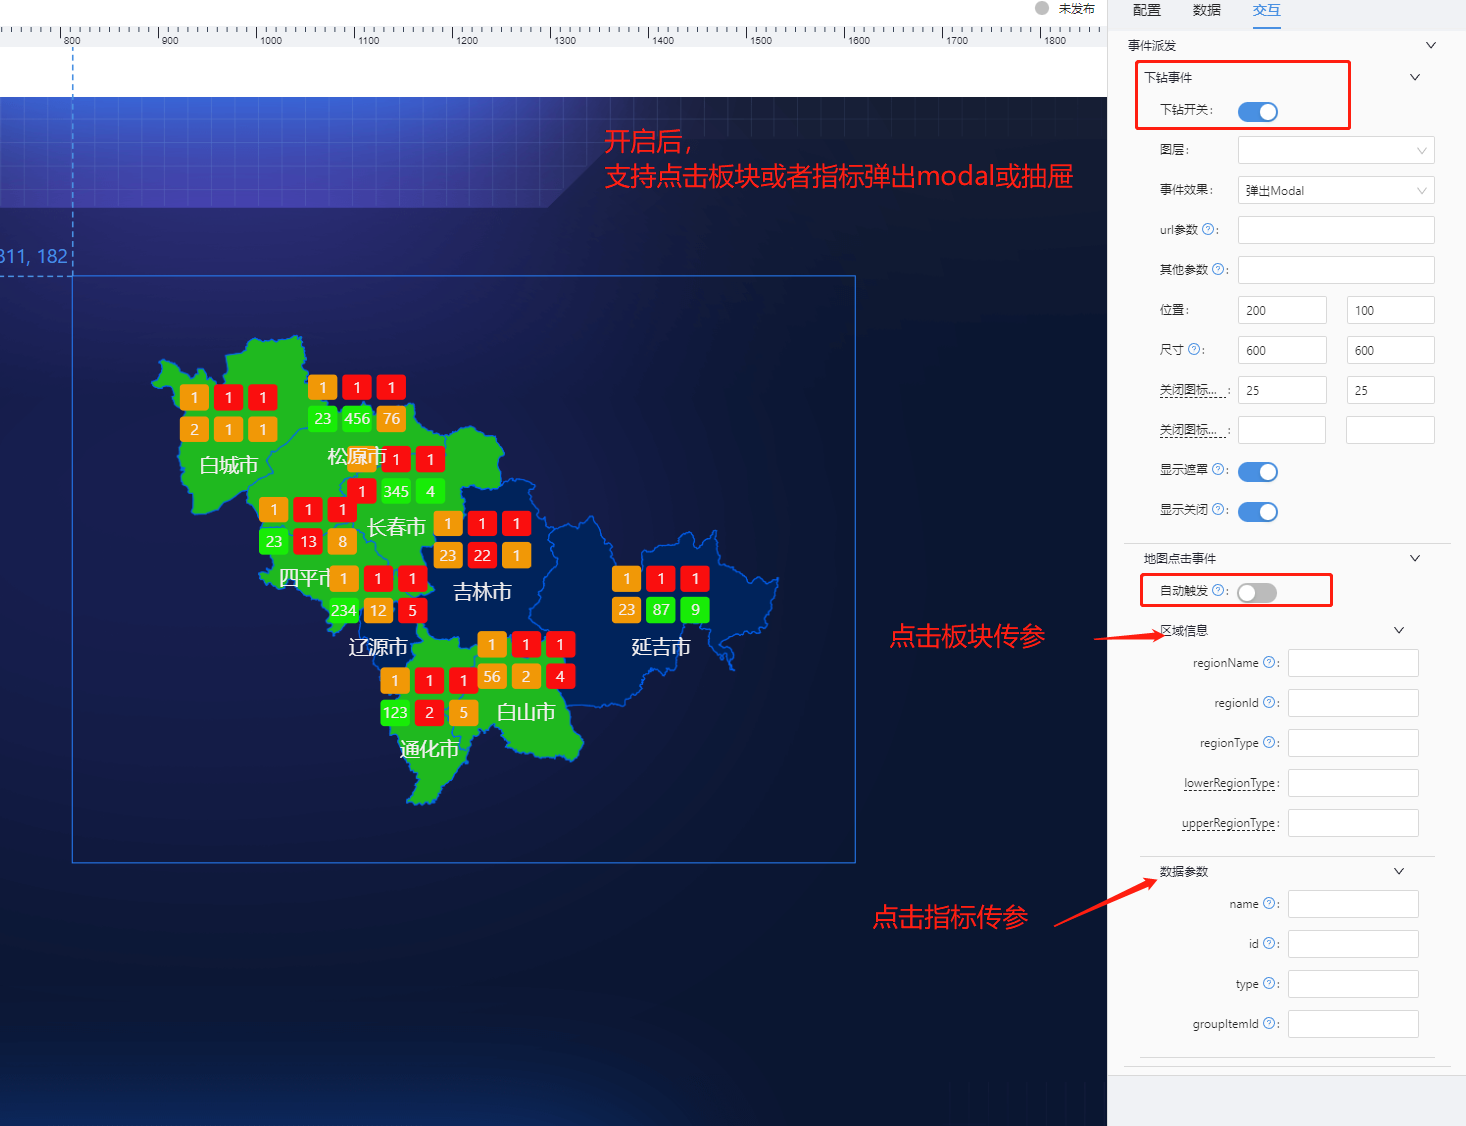 未发布
800 900 1000 1100 1200 1300 1400 1500 1600 1700 1800
311, 182
开启后,
支持点击板块或者指标弹出modal或抽屉
1 1 1
2 1 1
白城市
1 1 1
23 456 76
松原市
1 1
1 345 4
长春市
1 1 1
23 13 8
四平市
1 1 1
23 22 1
吉林市
1 1 1
234 12 5
辽源市
1 1 1
23 87 9
延吉市
1 1 1
56 2 4
白山市
1 1 1
123 2 5
通化市
点击板块传参
点击指标传参
配置 数据 交互
事件派发
下钻事件
下钻开关:
图层:
事件效果: 弹出Modal
url参数 ?:
其他参数 ?:
位置: 200 100
尺寸 ?: 600 600
关闭图标... : 25 25
关闭图标... :
显示遮罩 ?:
显示关闭 ?:
地图点击事件
自动触发 ?:
区域信息
regionName ?:
regionId ?:
regionType ?:
lowerRegionType:
upperRegionType:
数据参数
name ?:
id ?:
type ?:
groupItemId ?: